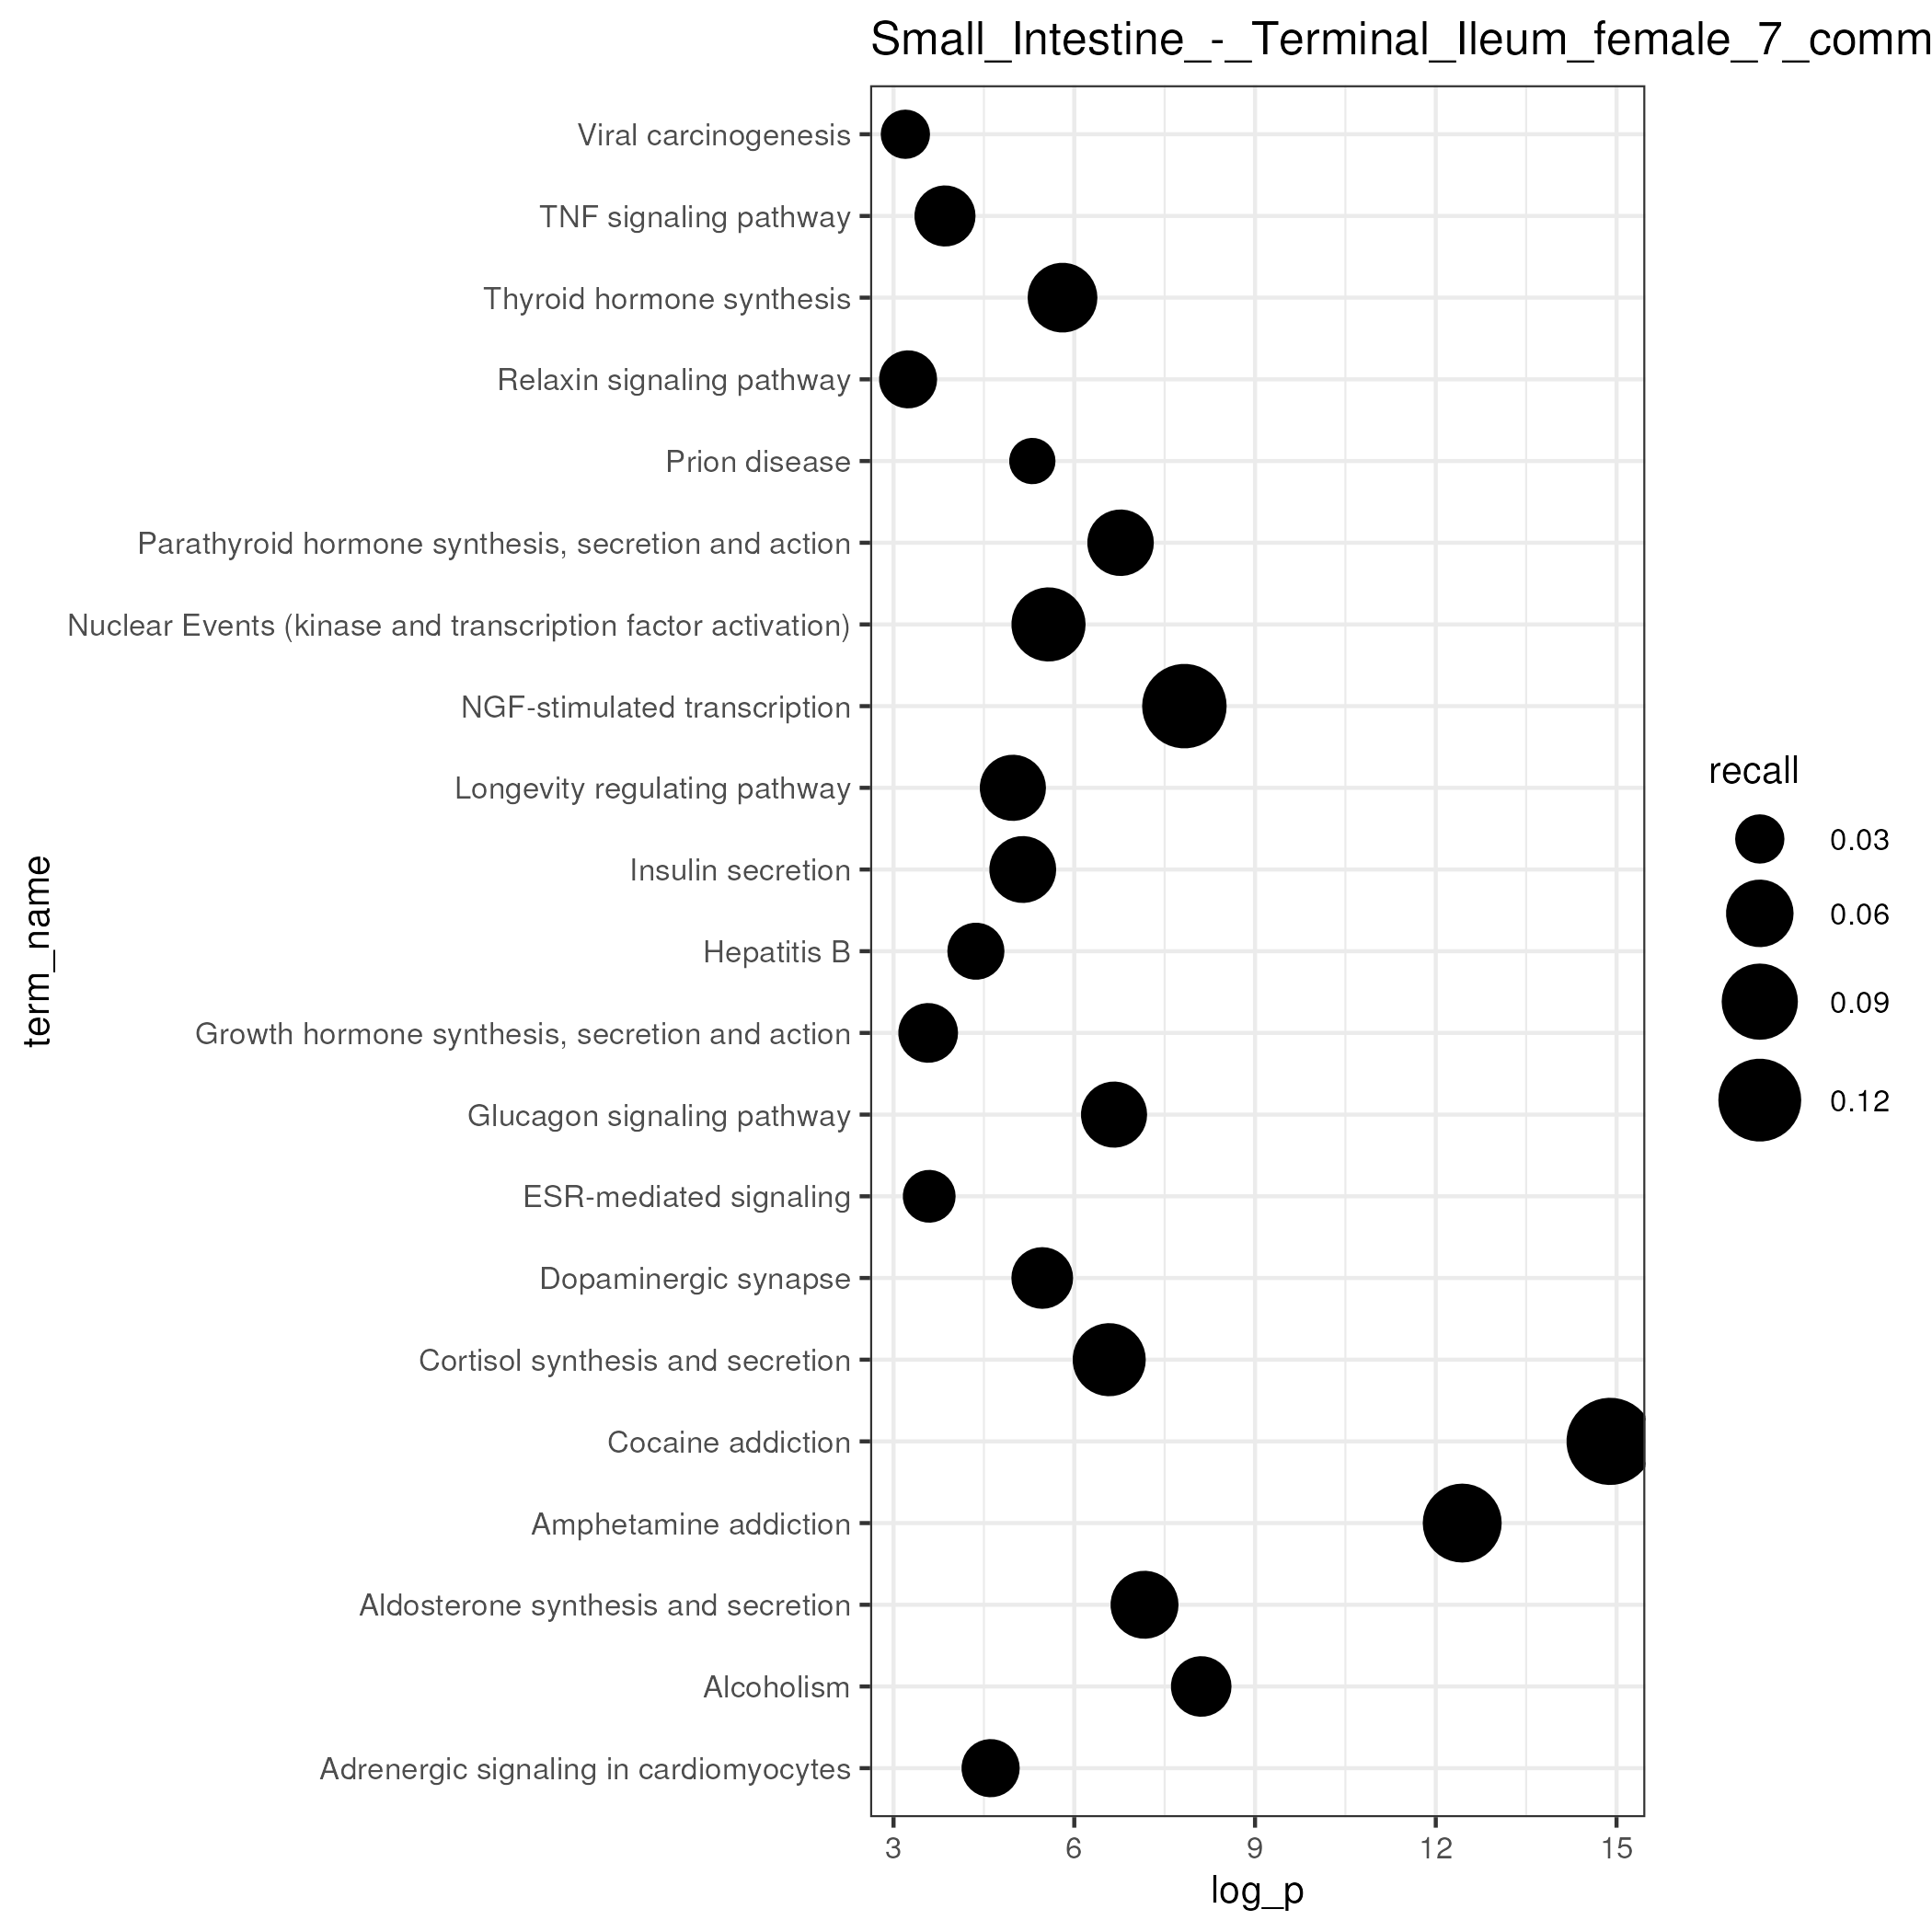 Small_Intestine_-_Terminal_Ileum_female_7_comm
Viral carcinogenesis
TNF signaling pathway
Thyroid hormone synthesis
Relaxin signaling pathway
Prion disease
Parathyroid hormone synthesis, secretion and action
Nuclear Events (kinase and transcription factor activation)
NGF-stimulated transcription
Longevity regulating pathway
Insulin secretion
Hepatitis B
Growth hormone synthesis, secretion and action
Glucagon signaling pathway
ESR-mediated signaling
Dopaminergic synapse
Cortisol synthesis and secretion
Cocaine addiction
Amphetamine addiction
Aldosterone synthesis and secretion
Alcoholism
Adrenergic signaling in cardiomyocytes
term_name
3 6 9 12 15
log_p
recall
0.03
0.06
0.09
0.12